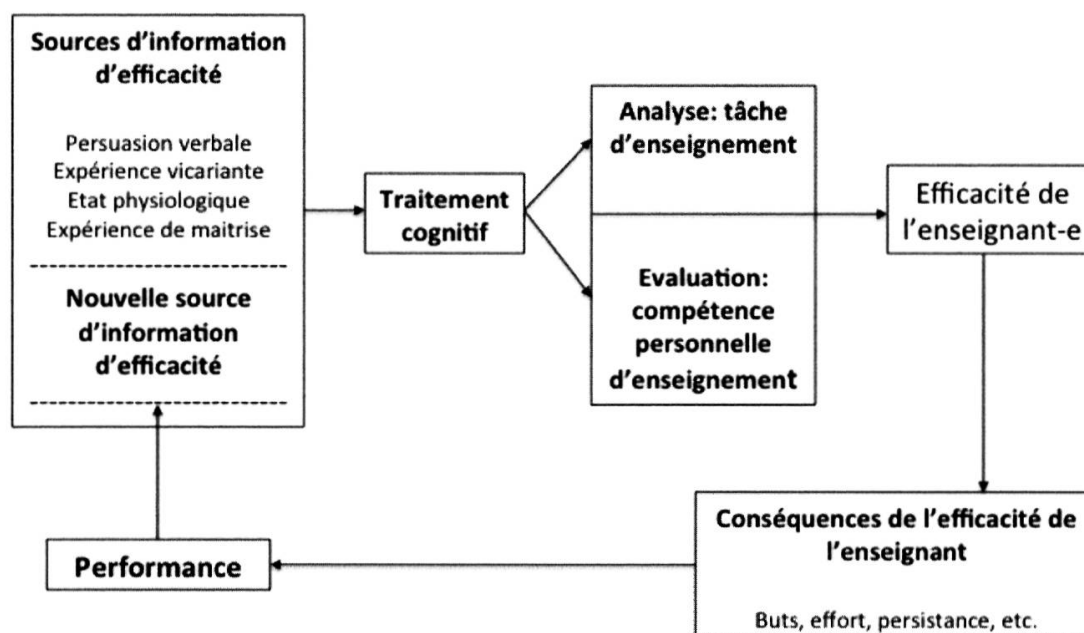 Sources d'information
d'efficacité
Persuasion verbale
Expérience vicariante
Etat physiologique
Expérience de maitrise
Nouvelle source
d'information
d'efficacité
Traitement
cognitif
Analyse: tâche
d'enseignement
Evaluation:
compétence
personnelle
d'enseignement
Efficacité de
l'enseignant-e
Conséquences de l'efficacité de
l'enseignant
Buts, effort, persistance, etc.
Performance